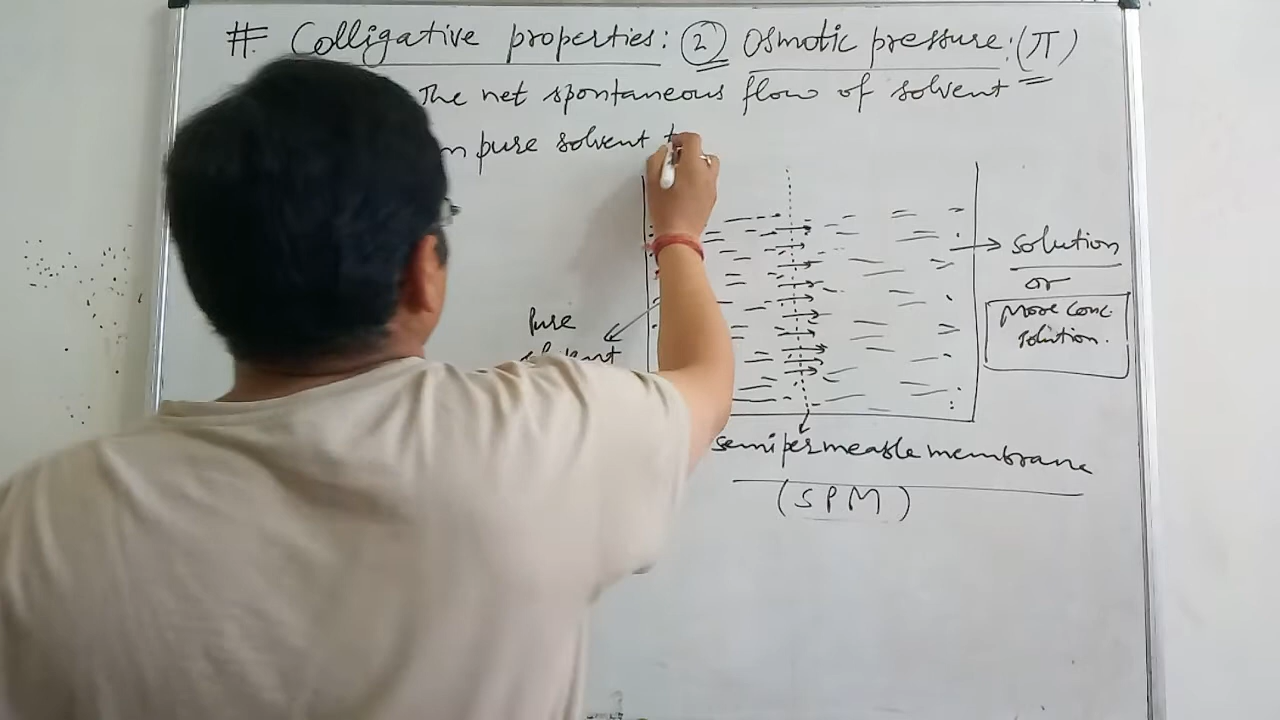 # Colligative properties: ② Osmotic pressure: (π)
The net spontaneous flow of solvent
pure solvent
Pure
solution
or
more conc
solution.
semipermeable membrane
(SPM)